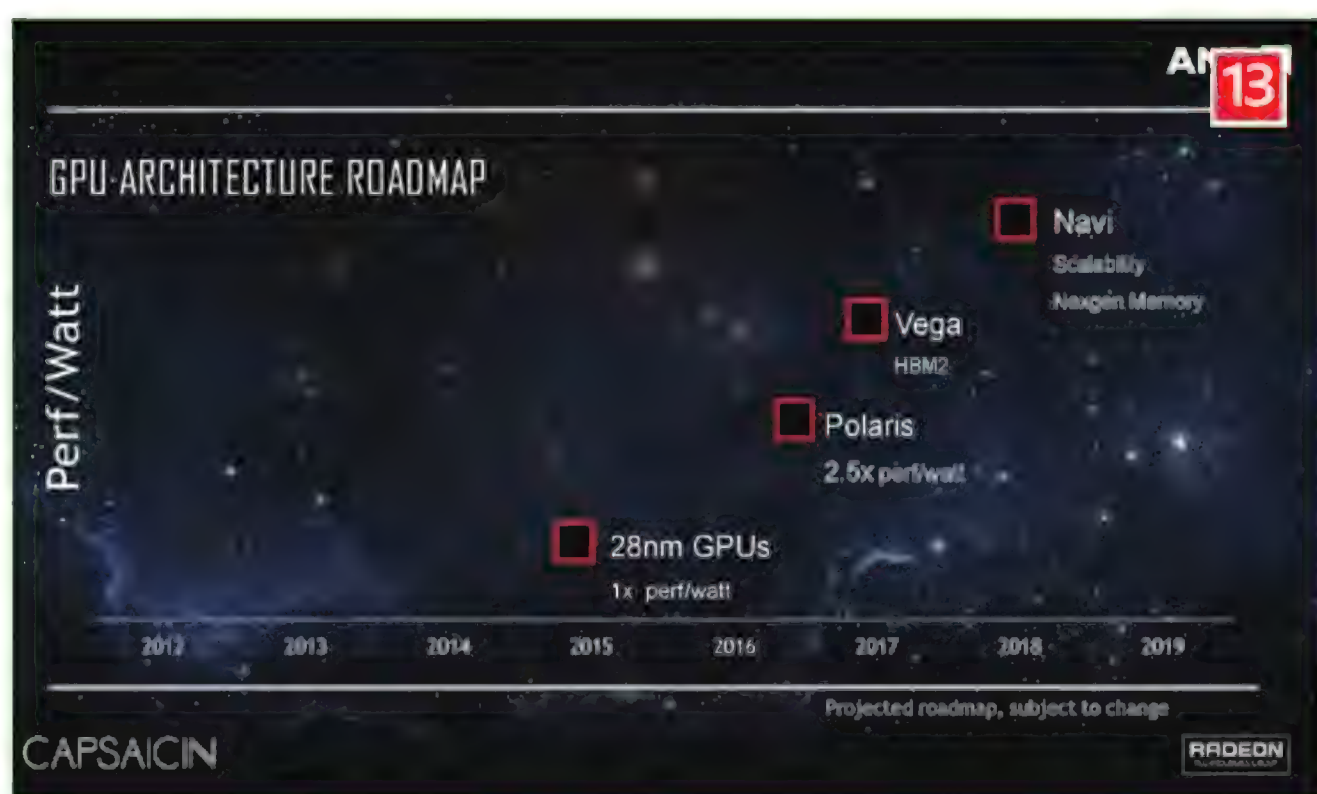 13
GPU-ARCHITECTURE ROADMAP
Perf/Watt
Navi
Scalability
Nexgen Memory
Vega
HBM2
Polaris
2.5x perf/watt
28nm GPUs
1x perf/watt
2012 2013 2014 2015 2016 2017 2018 2019
Projected roadmap, subject to change
CAPSAICIN
RADEON